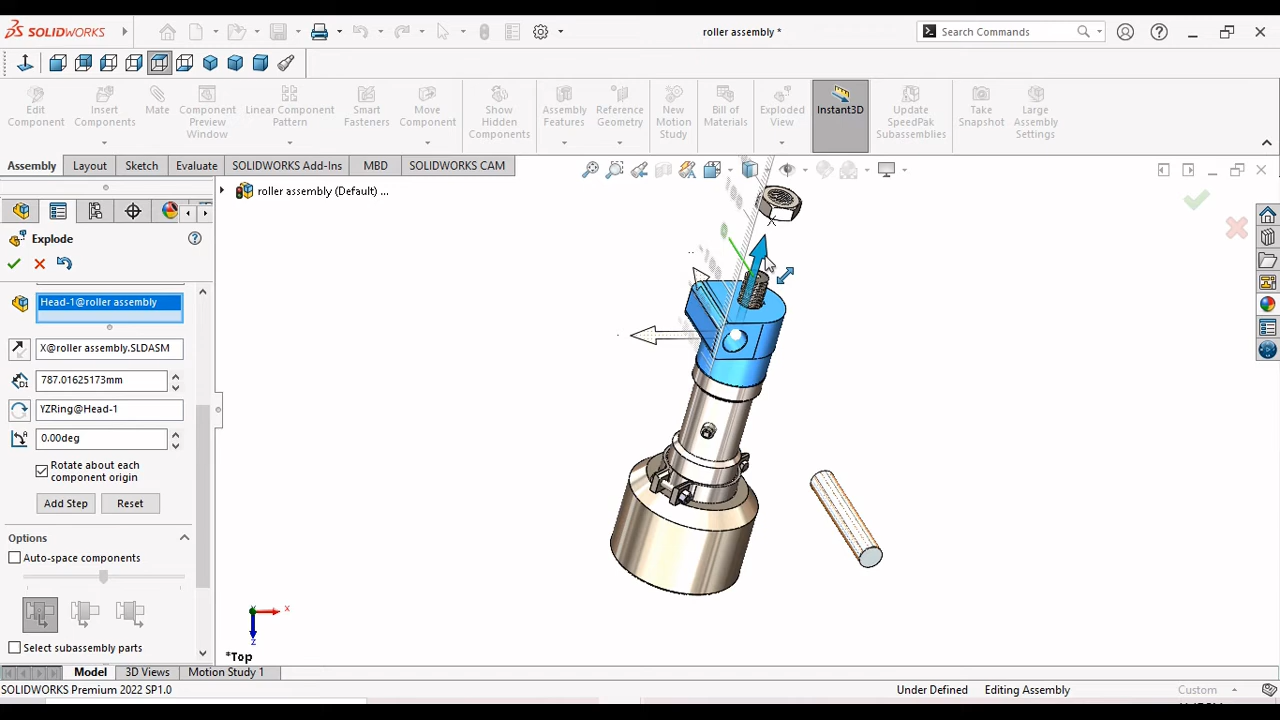 SOLIDWORKS
roller assembly *
Search Commands
Edit Component
Insert Components
Mate
Component Preview Window
Linear Component Pattern
Smart Fasteners
Move Component
Show Hidden Components
Assembly Features
Reference Geometry
New Motion Study
Bill of Materials
Exploded View
Instant3D
Update SpeedPak Subassemblies
Take Snapshot
Large Assembly Settings
Assembly
Layout
Sketch
Evaluate
SOLIDWORKS Add-Ins
MBD
SOLIDWORKS CAM
roller assembly (Default) ...
Explode
Head-1@roller assembly
X@roller assembly.SLDASM
787.01625173mm
YZRing@Head-1
0.00deg
Rotate about each
component origin
Add Step
Reset
Options
Auto-space components
Select subassembly parts
X
Z
*Top
Model
3D Views
Motion Study 1
SOLIDWORKS Premium 2022 SP1.0
Under Defined
Editing Assembly
Custom